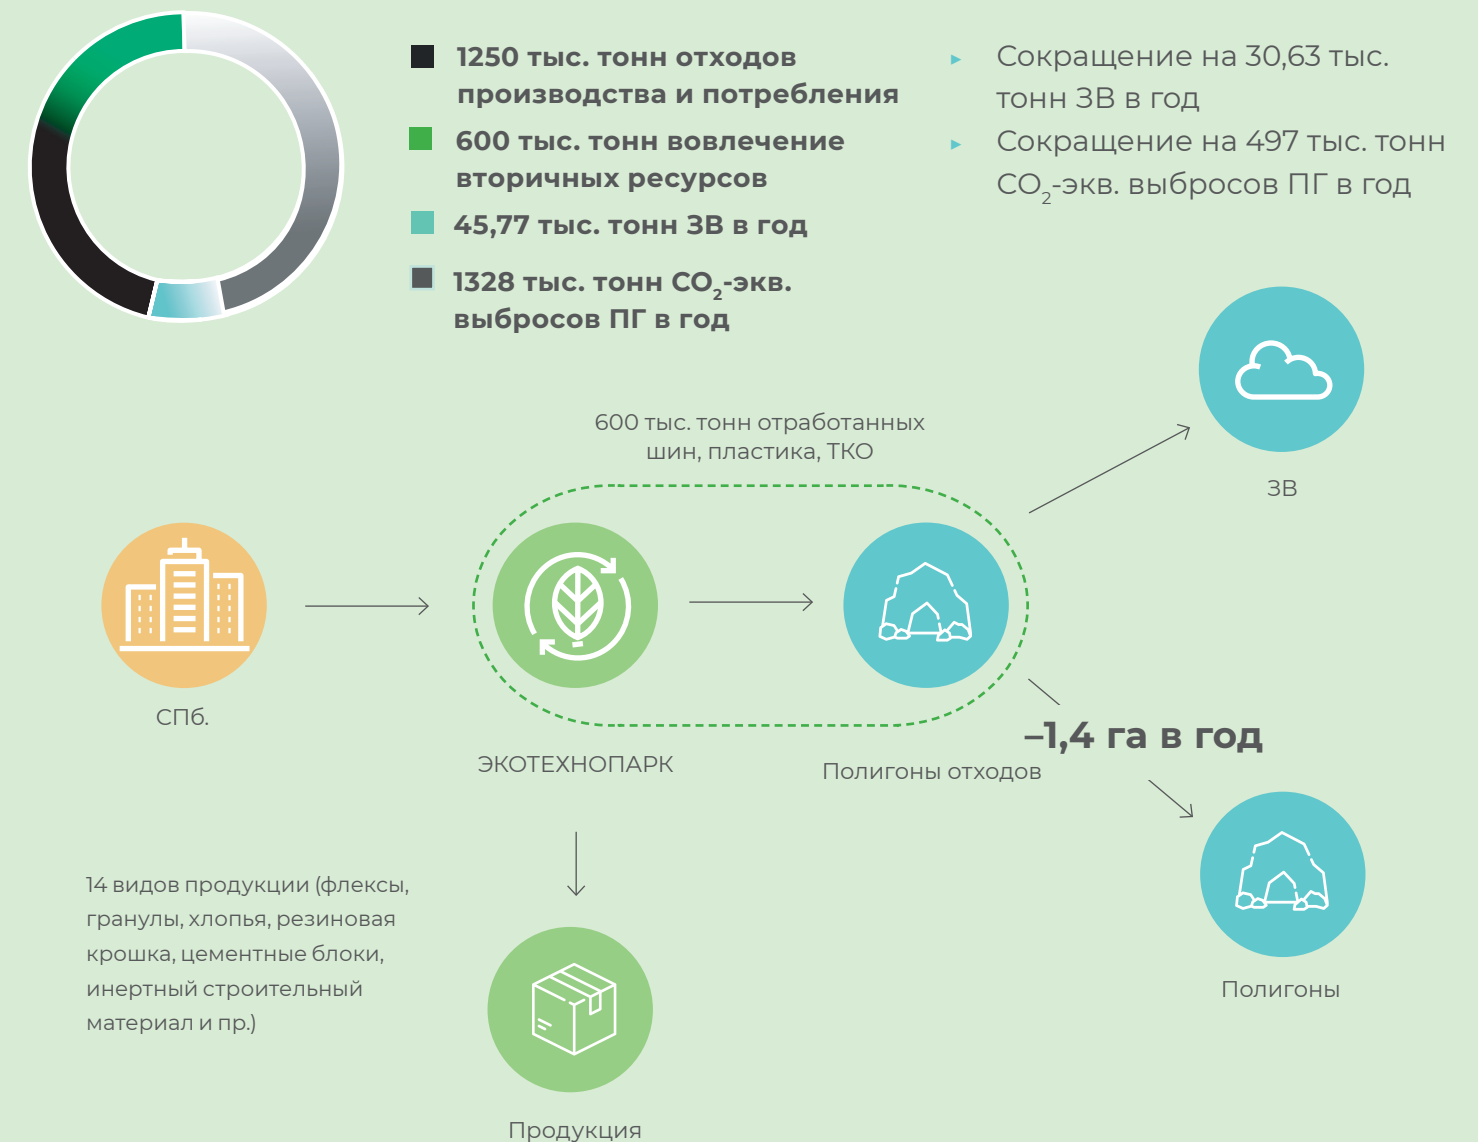 1250 тыс. тонн отходов
производства и потребления
600 тыс. тонн вовлечение
вторичных ресурсов
45,77 тыс. тонн ЗВ в год
1328 тыс. тонн CO₂-экв.
выбросов ПГ в год
Сокращение на 30,63 тыс.
тонн ЗВ в год
Сокращение на 497 тыс. тонн
CO₂-экв. выбросов ПГ в год
600 тыс. тонн отработанных
шин, пластика, ТКО
ЗВ
СПб.
ЭКОТЕХНОПАРК
Полигоны отходов
–1,4 га в год
14 видов продукции (флексы,
гранулы, хлопья, резиновая
крошка, цементные блоки,
инертный строительный
материал и пр.)
Полигоны
Продукция